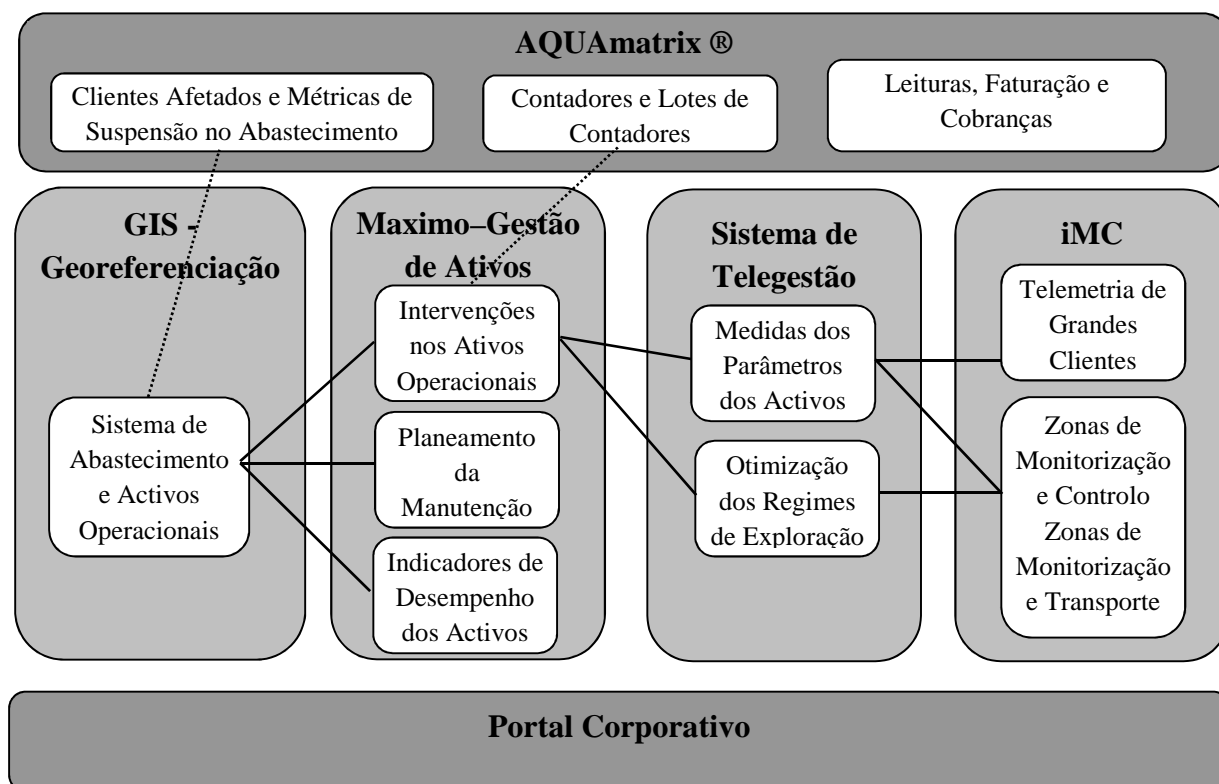 AQUAmatrix ®
Clientes Afetados e Métricas de
Suspensão no Abastecimento
Contadores e Lotes de
Contadores
Leituras, Faturação e
Cobranças
GIS -
Georeferenciação
Sistema de
Abastecimento
e Activos
Operacionais
Maximo–Gestão
de Ativos
Intervenções
nos Ativos
Operacionais
Planeamento
da
Manutenção
Indicadores de
Desempenho
dos Activos
Sistema de
Telegestão
Medidas dos
Parâmetros
dos Activos
Otimização
dos Regimes
de Exploração
iMC
Telemetria de
Grandes
Clientes
Zonas de
Monitorização
e Controlo
Zonas de
Monitorização
e Transporte
Portal Corporativo